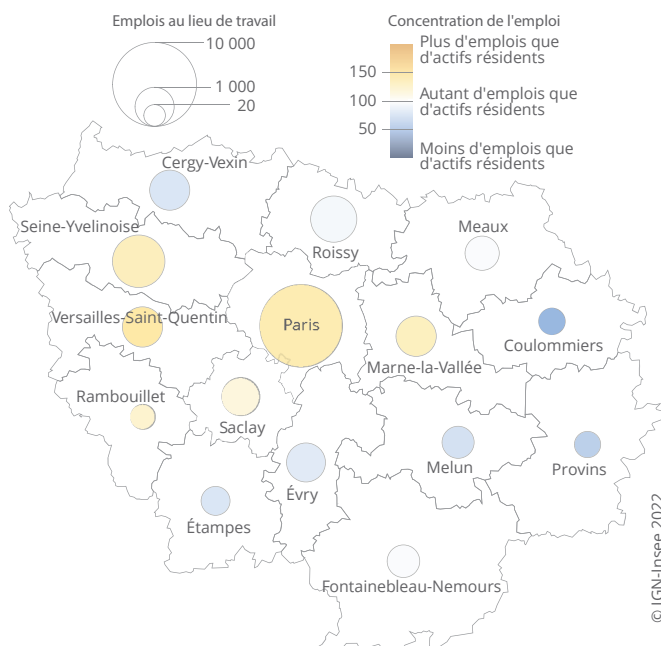 Emplois au lieu de travail
10 000
1 000
20
Concentration de l'emploi
Plus d'emplois que
d'actifs résidents
150
Autant d'emplois que
d'actifs résidents
100
50
Moins d'emplois que
d'actifs résidents
Cergy-Vexin
Seine-Yvelinoise
Roissy
Meaux
Versailles-Saint-Quentin
Paris
Marne-la-Vallée
Coulommiers
Rambouillet
Saclay
Évry
Melun
Provins
Étampes
Fontainebleau-Nemours
© IGN-Insee 2022